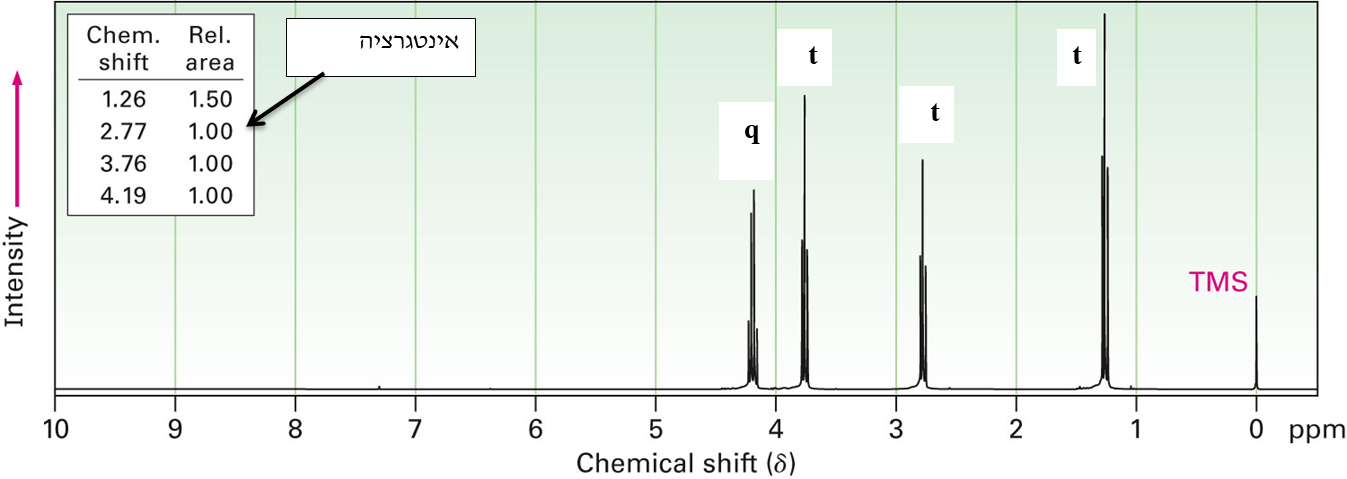 Chem. shift Rel. area
1.26 1.50
2.77 1.00
3.76 1.00
4.19 1.00
אינטגרציה
q
t
t
t
TMS
Intensity
10 9 8 7 6 5 4 3 2 1 0 ppm
Chemical shift (δ)